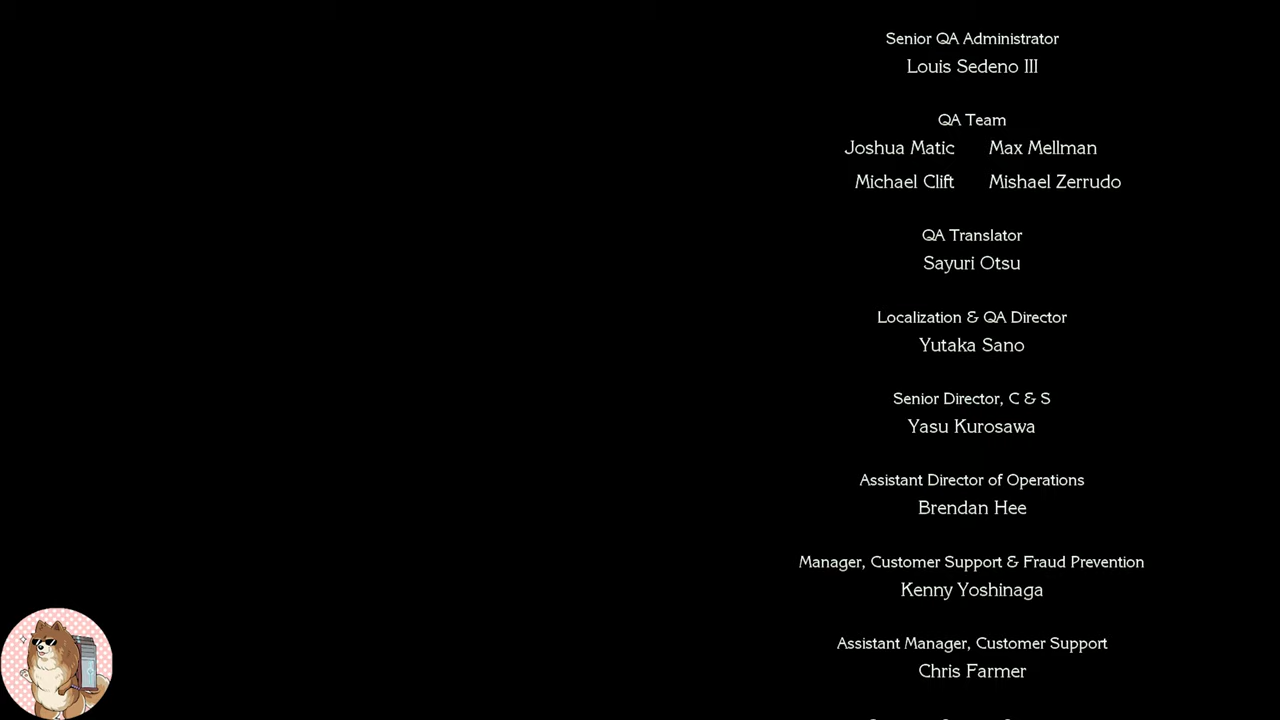 Senior QA Administrator
Louis Sedeno III
QA Team
Joshua Matic Max Mellman
Michael Clift Mishael Zerrudo
QA Translator
Sayuri Otsu
Localization & QA Director
Yutaka Sano
Senior Director, C & S
Yasu Kurosawa
Assistant Director of Operations
Brendan Hee
Manager, Customer Support & Fraud Prevention
Kenny Yoshinaga
Assistant Manager, Customer Support
Chris Farmer